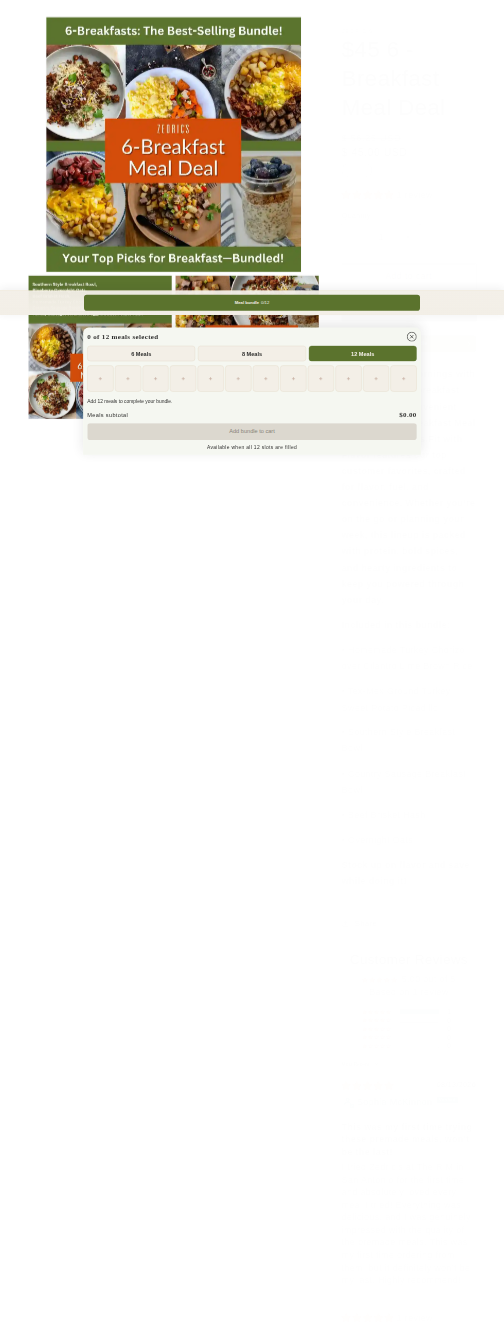 6-Breakfasts: The Best-Selling Bundle!
ZEDRICS
6-Breakfast
Meal Deal
Your Top Picks for Breakfast—Bundled!
Southern-Style Breakfast Bowl,
Meal bundle 0/12
0 of 12 meals selected
6 Meals
8 Meals
12 Meals
+ + + + + + + + + + + +
Add 12 meals to complete your bundle.
Meals subtotal
$0.00
Add bundle to cart
Available when all 12 slots are filled